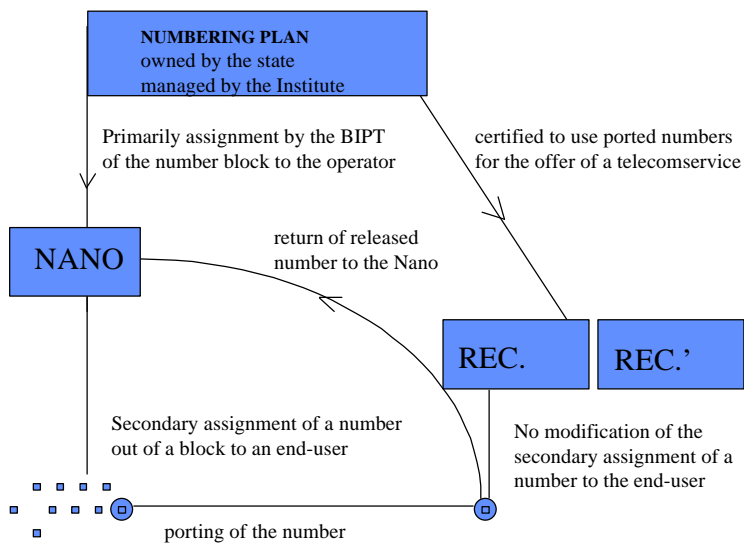 NUMBERING PLAN
owned by the state
managed by the Institute
Primarily assignment by the BIPT
of the number block to the operator
certified to use ported numbers
for the offer of a telecomservice
return of released
number to the Nano
NANO
REC.
REC.’
Secondary assignment of a number
out of a block to an end-user
No modification of the
secondary assignment of a
number to the end-user
porting of the number